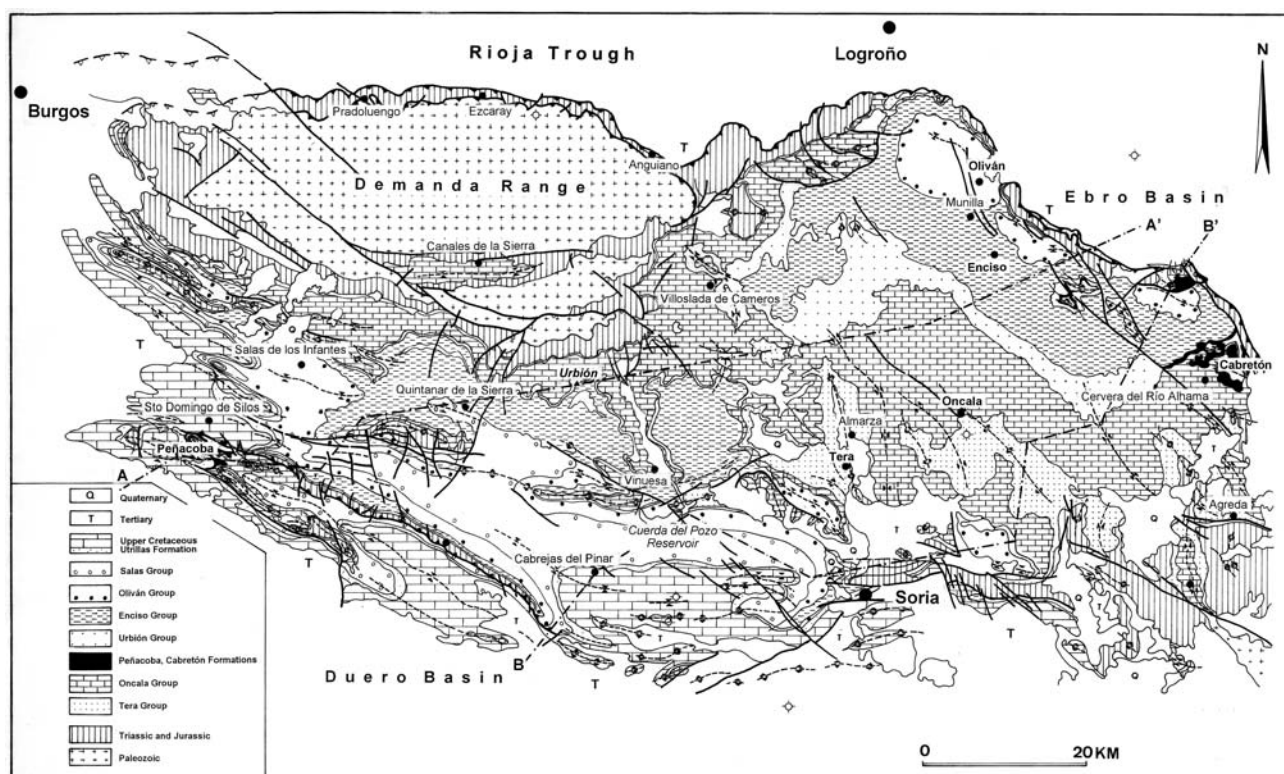 Logroño
Rioja Trough
N
Burgos
Pradoluengo
Ezcaray
Anguiano
T
Demanda Range
Oliván
Munilla
T
Ebro Basin
A'
B'
Canales de la Sierra
Enciso
Villoslada de Cameros
T
Salas de los Infantes
Urbión
Cabretón
Quintanar de la Sierra
Cervera del Río Alhama
Sto Domingo de Silos
Oncala
Almarza
Peñacoba
Tera
A
Vinuesa
Agreda
Cuerda del Pozo
Reservoir
Cabrejas del Pinar
T
Soria
T
B
Duero Basin
T
Q Quaternary
T Tertiary
Upper Cretaceous
Utrillas Formation
Salas Group
Oliván Group
Enciso Group
Urbión Group
Peñacoba, Cabretón Formations
Oncala Group
Tera Group
Triassic and Jurassic
Paleozoic
0 20 KM